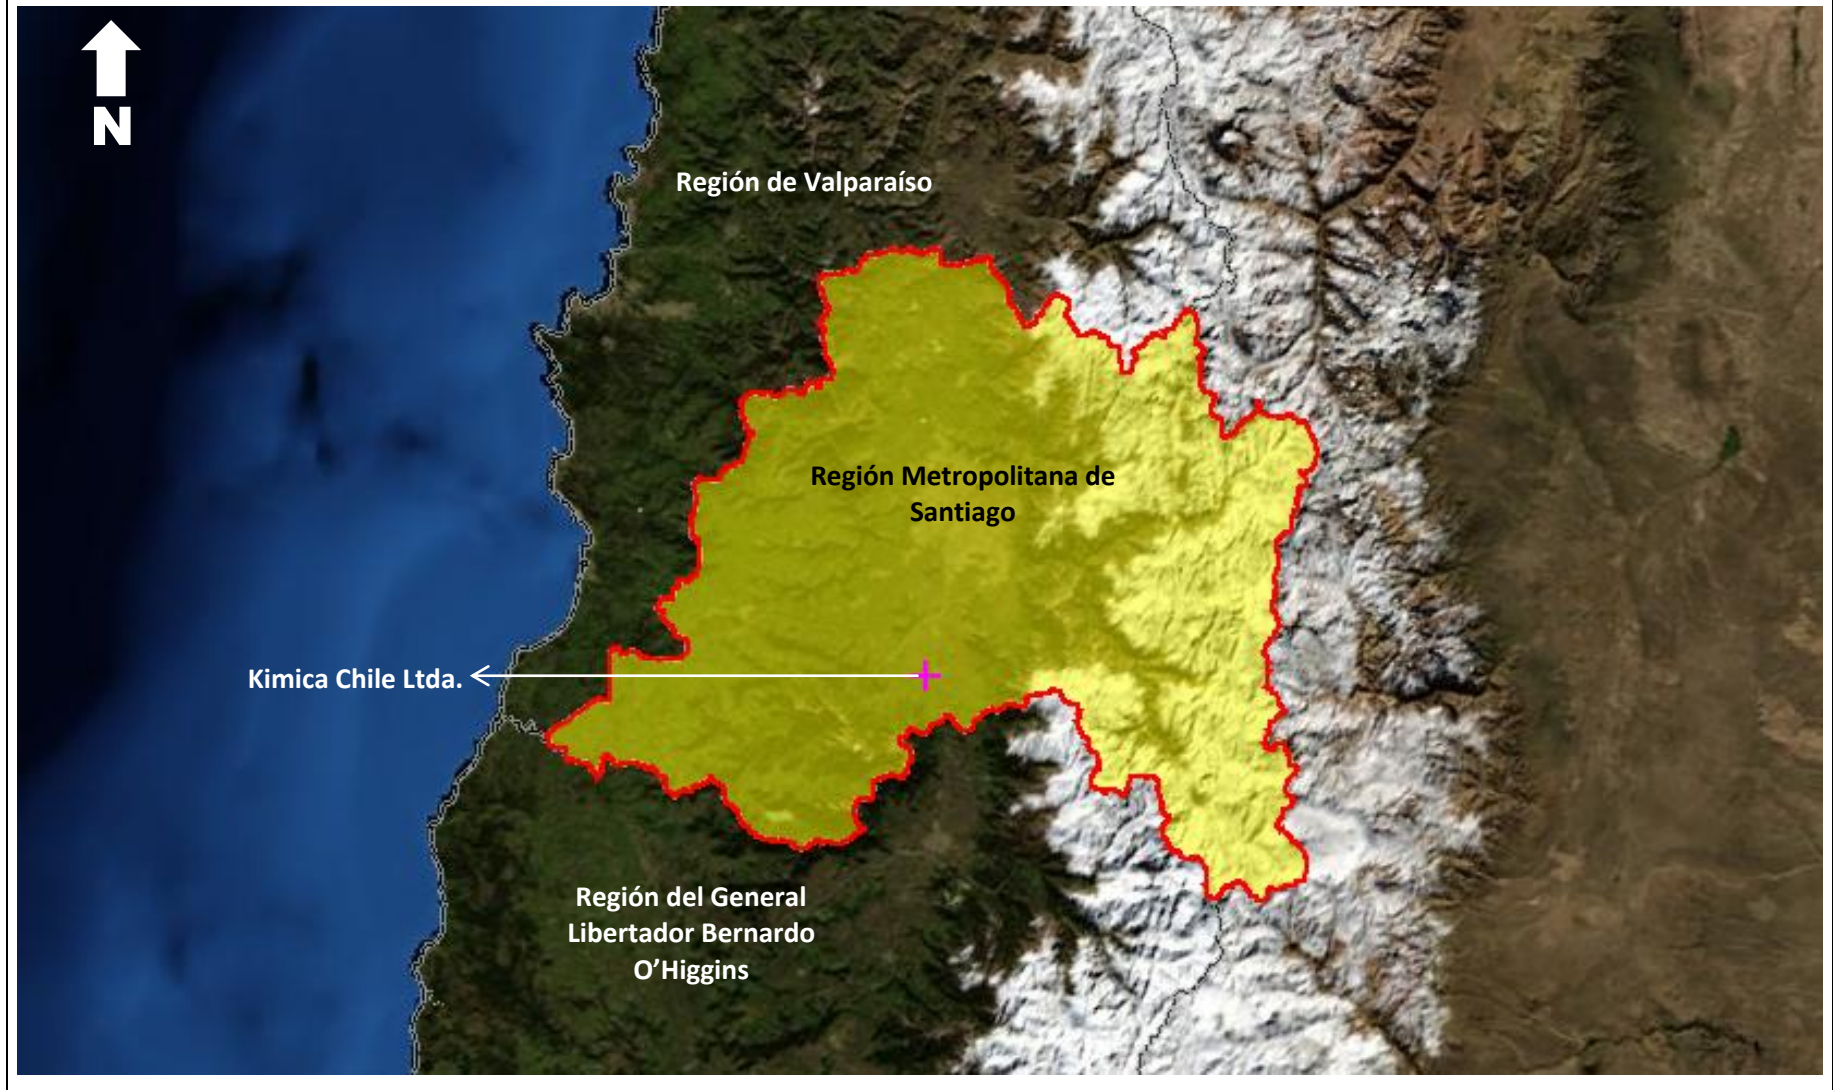 N
Región de Valparaíso
Región Metropolitana de
Santiago
Kimica Chile Ltda.
Región del General
Libertador Bernardo
O’Higgins